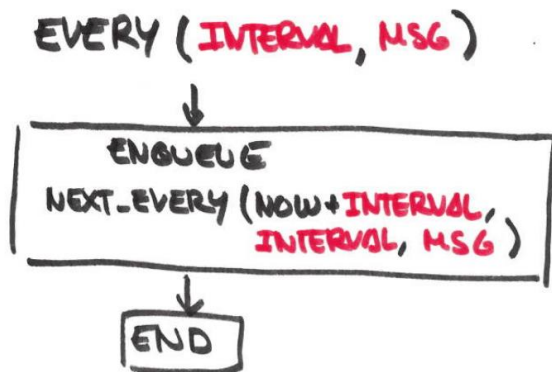 EVERY (INTERVAL, MSG)
ENQUEUE
NEXT_EVERY (NOW+INTERVAL,
INTERVAL, MSG)
END